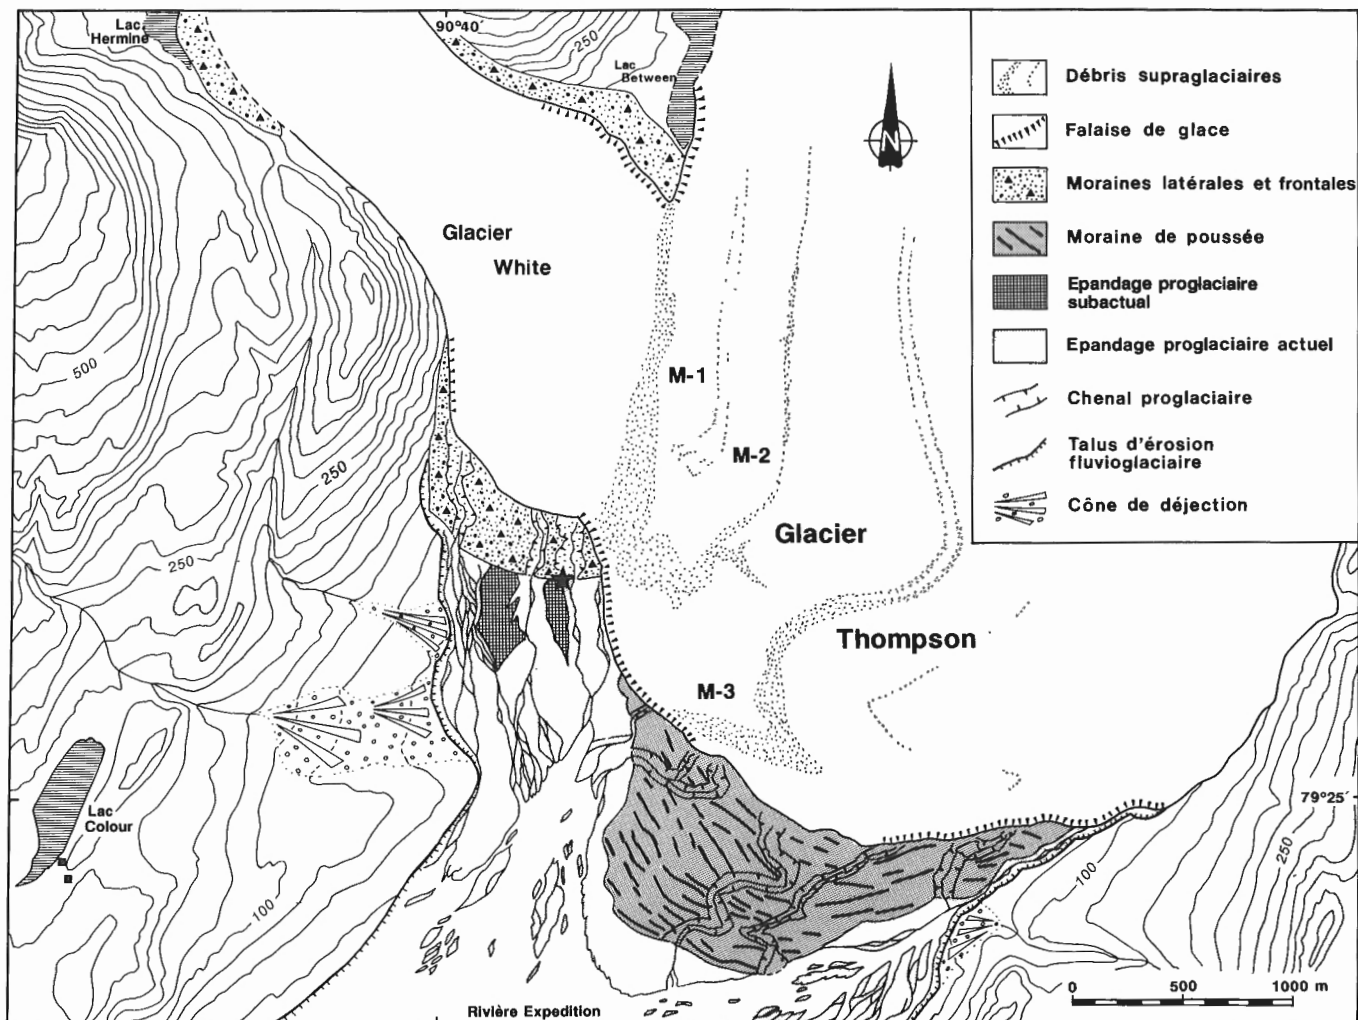 Lac
Hermine
90°40´
250
Lac
Between
N
Débris supraglaciaires
Falaise de glace
Moraines latérales et frontales
Moraine de poussée
Epandage proglaciaire
subactual
Epandage proglaciaire actuel
Chenal proglaciaire
Talus d'érosion
fluvioglaciaire
Cône de déjection
Glacier
White
500
M-1
M-2
250
Glacier
250
Thompson
M-3
Lac
Colour
79°25´
250
100
100
0 500 1000 m
Rivière Expedition